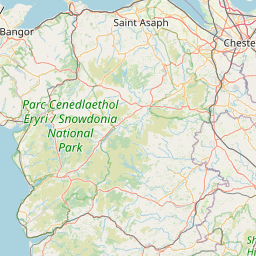 Saint Asaph
Bangor
Cheste
Parc Cenedlaethol
Eryri / Snowdonia
National
Park
S
H